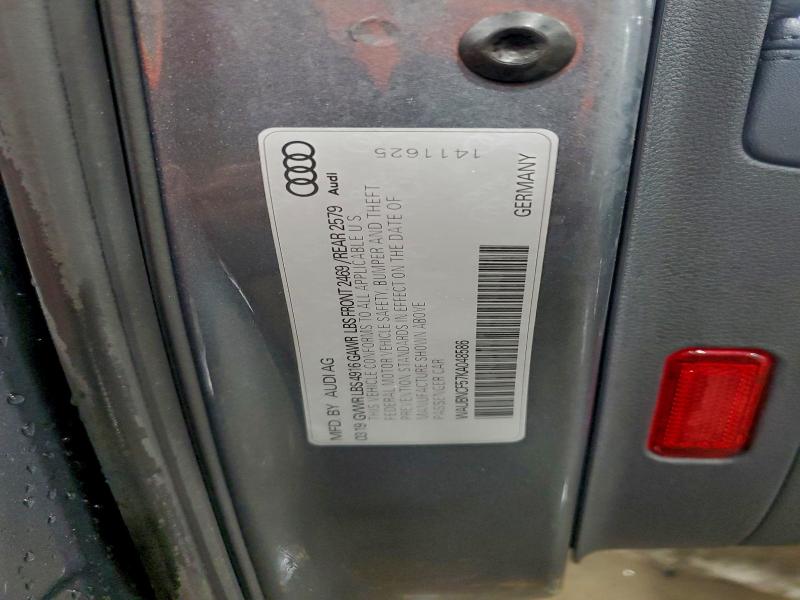 MFD. BY AUDI AG
03.19 GVWR LBS 4916 GAWR LBS FRONT 2469 / REAR 2579
Audi
THIS VEHICLE CONFORMS TO ALL APPLICABLE U S
FEDERAL MOTOR VEHICLE SAFETY, BUMPER AND THEFT
PREVENTION STANDARDS IN EFFECT ON THE DATE OF
MANUFACTURE SHOWN ABOVE
PASSENGER CAR
1411625
WAUBNCF57KA048586
GERMANY